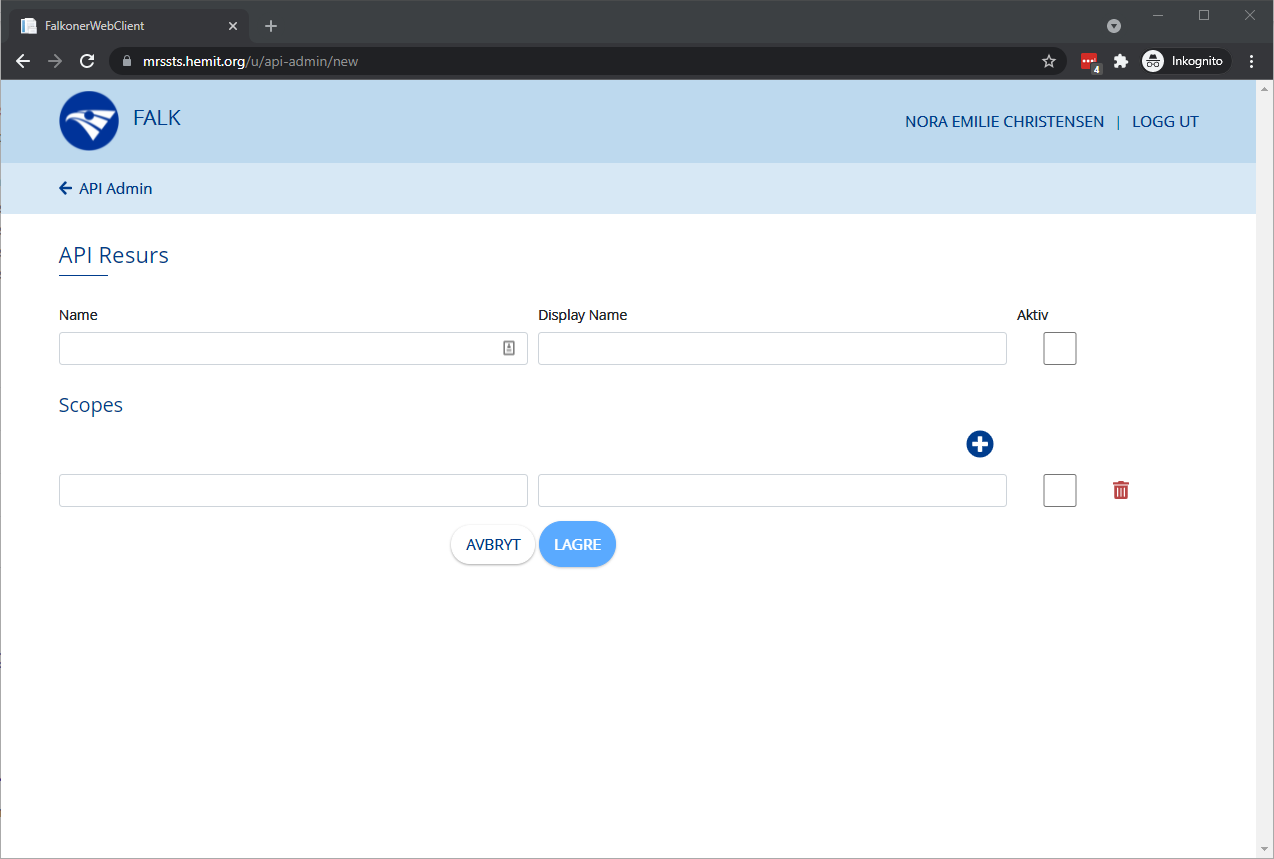 FalkonerWebClient
mrssts.hemit.org/u/api-admin/new
4
Inkognito
FALK
NORA EMILIE CHRISTENSEN | LOGG UT
API Admin
API Resurs
Name Display Name Aktiv
Scopes
AVBRYT LAGRE